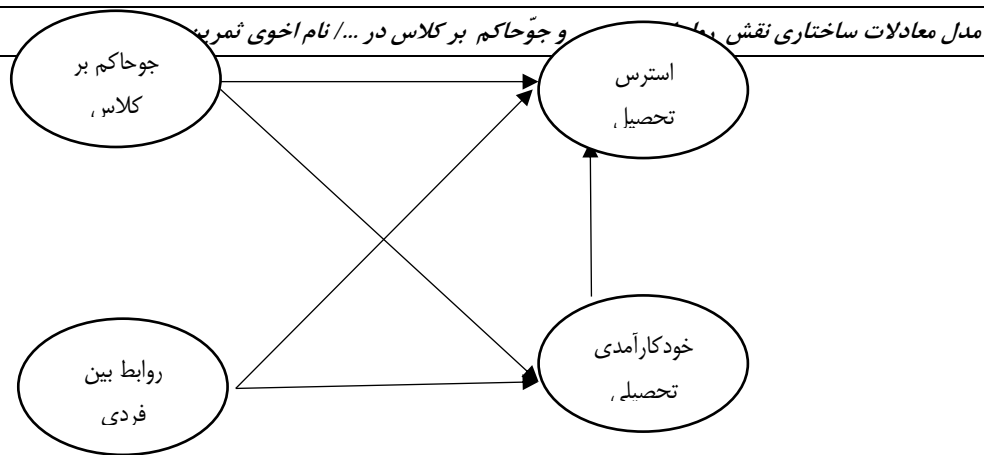 مدل معادلات ساختاری نقش و جوّحاکم بر کلاس در .../ نام اخوی ثمرین
جوحاکم بر
کلاس
استرس
تحصیل
روابط بین
فردی
خودکارآمدی
تحصیلی